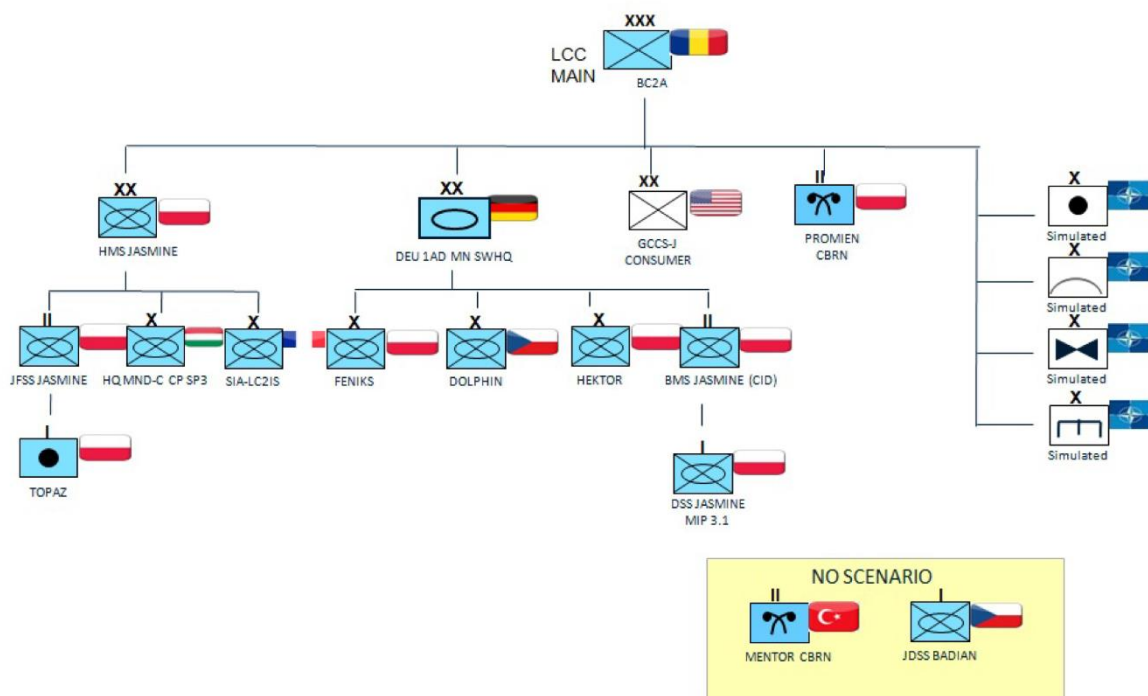 XXX
LCC
MAIN
BC2A
XX
HMS JASMINE
XX
DEU 1AD MN SWHQ
XX
GCCS-J
CONSUMER
II
PROMIEN
CBRN
X
Simulated
X
Simulated
X
Simulated
X
Simulated
II
JFSS JASMINE
X
HQ MND-C CP SP3
X
SIA-LC2IS
X
FENIKS
X
DOLPHIN
X
HEKTOR
II
BMS JASMINE (CID)
I
TOPAZ
I
DSS JASMINE
MIP 3.1
NO SCENARIO
II
MENTOR CBRN
I
JDSS BADIAN